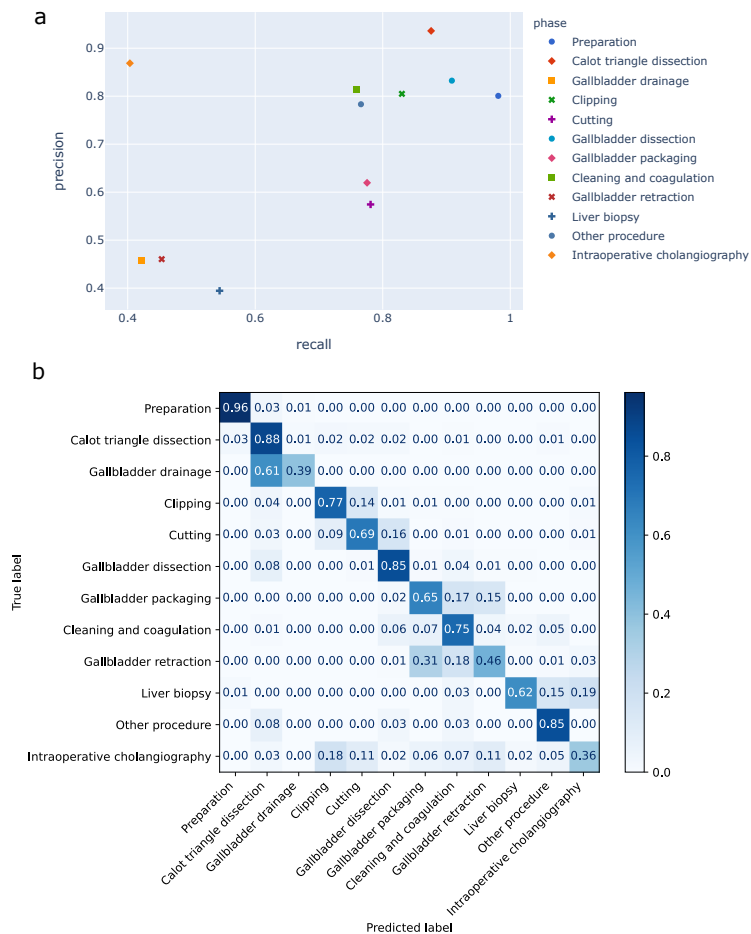 a
phase
Preparation
Calot triangle dissection
Gallbladder drainage
Clipping
Cutting
Gallbladder dissection
Gallbladder packaging
Cleaning and coagulation
Gallbladder retraction
Liver biopsy
Other procedure
Intraoperative cholangiography
precision
0.9
0.8
0.7
0.6
0.5
0.4
0.4 0.6 0.8 1
recall
b
True label
Preparation 0.96 0.03 0.01 0.00 0.00 0.00 0.00 0.00 0.00 0.00 0.00 0.00
Calot triangle dissection 0.03 0.88 0.01 0.02 0.02 0.02 0.00 0.01 0.00 0.00 0.01 0.00
Gallbladder drainage 0.00 0.61 0.39 0.00 0.00 0.00 0.00 0.00 0.00 0.00 0.00 0.00
Clipping 0.00 0.04 0.00 0.77 0.14 0.01 0.01 0.00 0.00 0.00 0.00 0.01
Cutting 0.00 0.03 0.00 0.09 0.69 0.16 0.00 0.01 0.00 0.00 0.00 0.01
Gallbladder dissection 0.00 0.08 0.00 0.00 0.01 0.85 0.01 0.04 0.01 0.00 0.00 0.00
Gallbladder packaging 0.00 0.00 0.00 0.00 0.00 0.02 0.65 0.17 0.15 0.00 0.00 0.00
Cleaning and coagulation 0.00 0.01 0.00 0.00 0.00 0.06 0.07 0.75 0.04 0.02 0.05 0.00
Gallbladder retraction 0.00 0.00 0.00 0.00 0.00 0.01 0.31 0.18 0.46 0.00 0.01 0.03
Liver biopsy 0.01 0.00 0.00 0.00 0.00 0.00 0.00 0.03 0.00 0.62 0.15 0.19
Other procedure 0.00 0.08 0.00 0.00 0.00 0.03 0.00 0.03 0.00 0.00 0.85 0.00
Intraoperative cholangiography 0.00 0.03 0.00 0.18 0.11 0.02 0.06 0.07 0.11 0.02 0.05 0.36
Preparation
Calot triangle dissection
Gallbladder drainage
Clipping
Cutting
Gallbladder dissection
Gallbladder packaging
Cleaning and coagulation
Gallbladder retraction
Liver biopsy
Other procedure
Intraoperative cholangiography
Predicted label
0.8
0.6
0.4
0.2
0.0